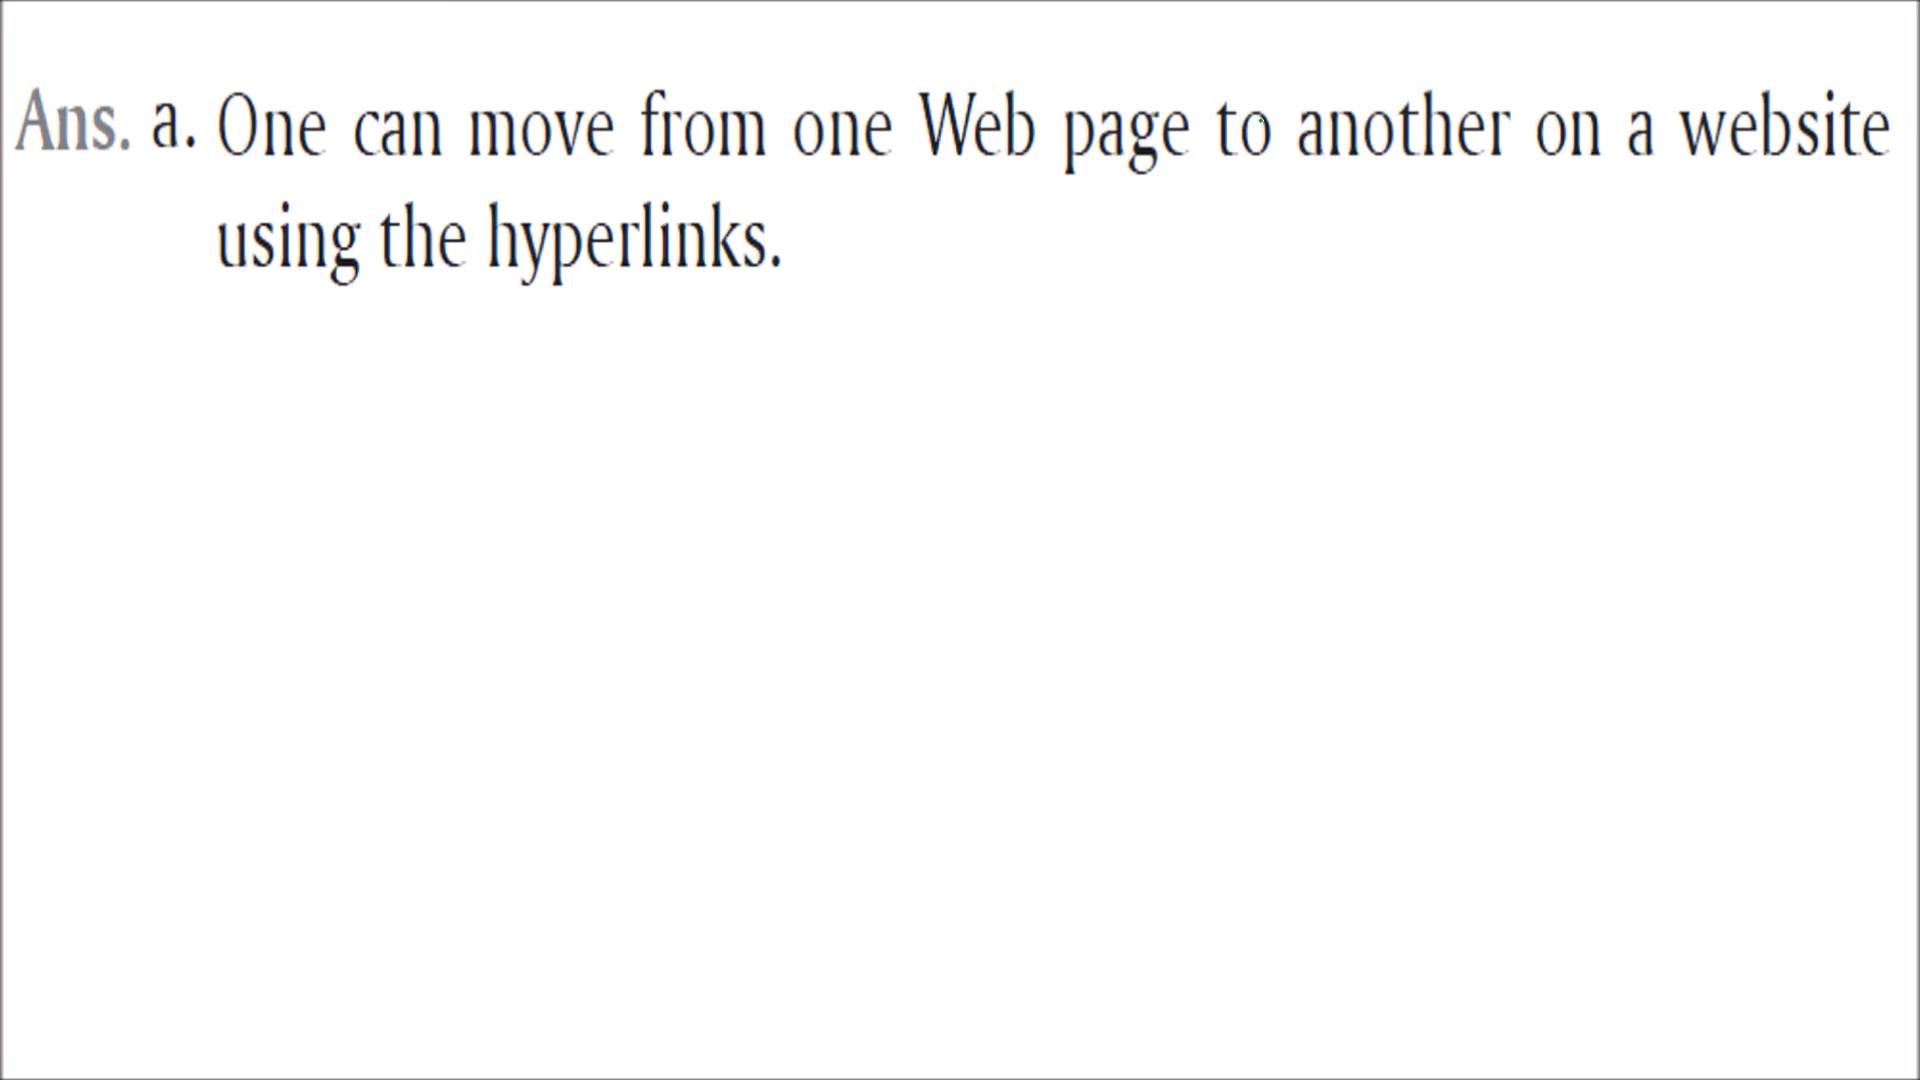 Ans. a. One can move from one Web page to another on a website
using the hyperlinks.